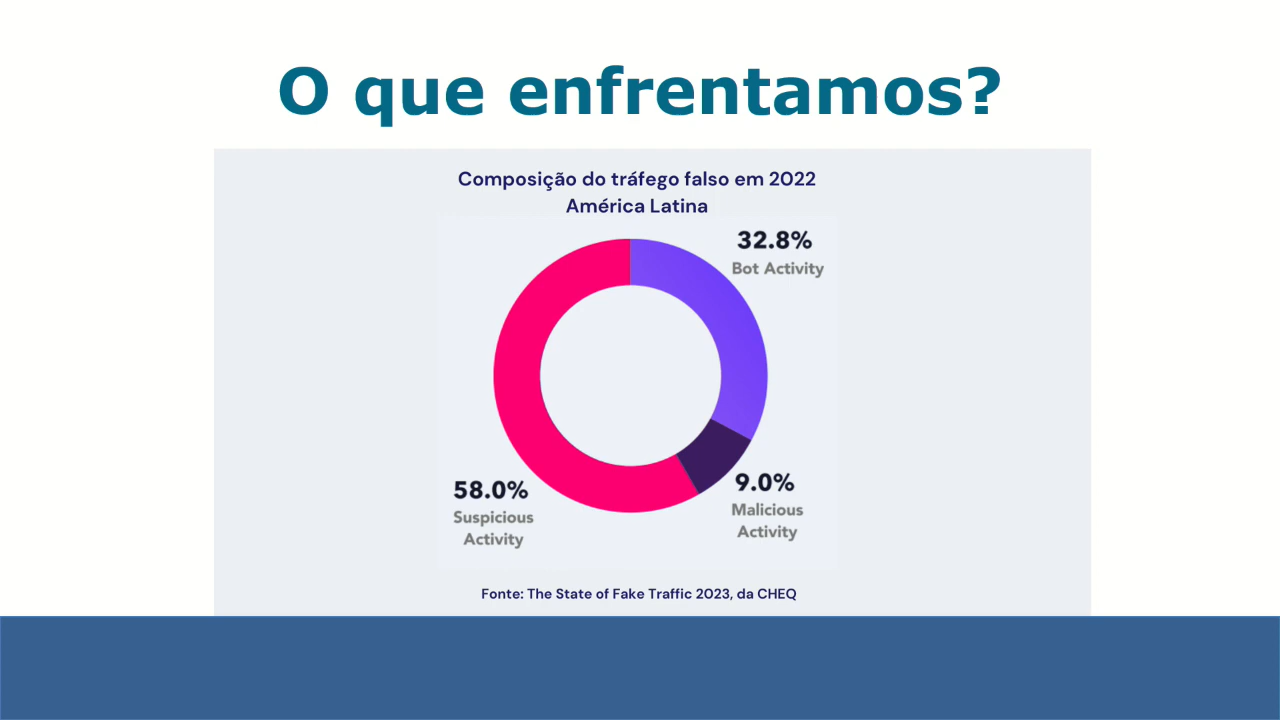 O que enfrentamos?
Composição do tráfego falso em 2022
América Latina
32.8%
Bot Activity
58.0%
Suspicious
Activity
9.0%
Malicious
Activity
Fonte: The State of Fake Traffic 2023, da CHEQ